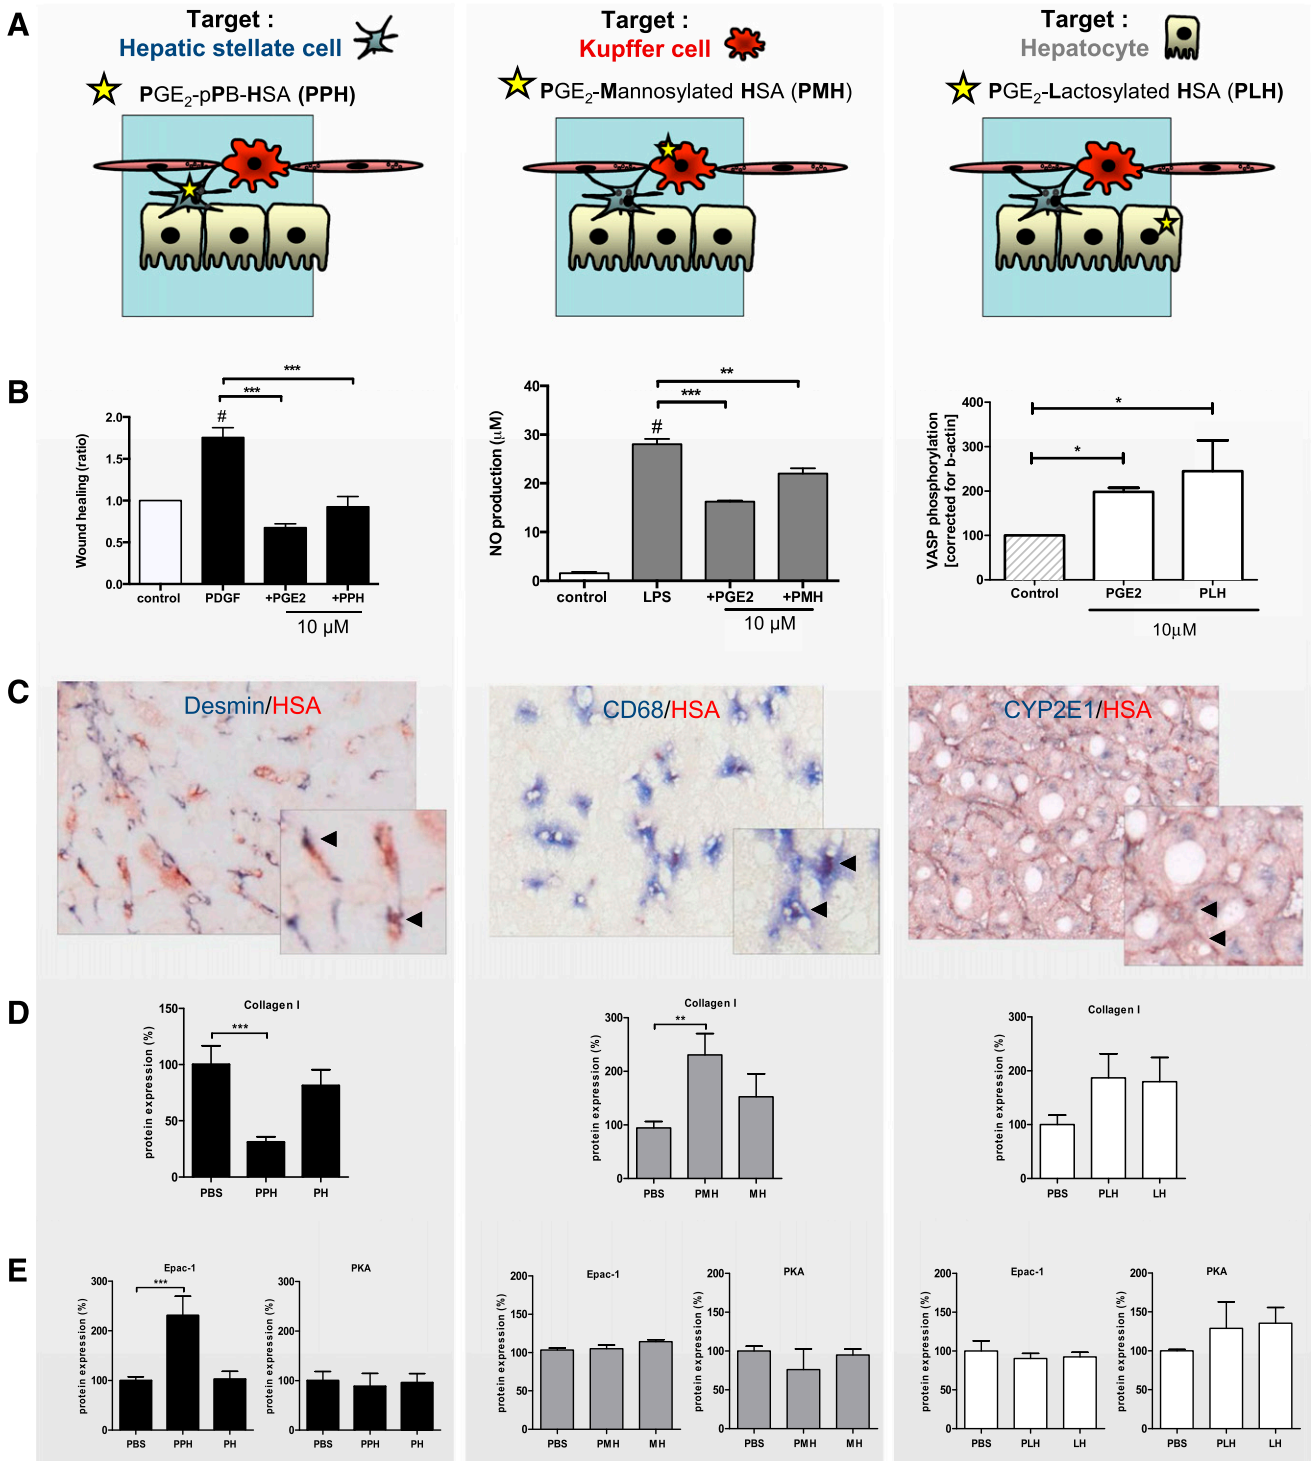 A
Target :
Hepatic stellate cell
PGE2-pPB-HSA (PPH)
Target :
Kupffer cell
PGE2-Mannosylated HSA (PMH)
Target :
Hepatocyte
PGE2-Lactosylated HSA (PLH)
B
Wound healing (ratio)
2.0
1.5
1.0
0.5
0.0
***
***
#
control
PDGF
+PGE2
+PPH
10 µM
NO production (µM)
40
30
20
10
0
**
***
#
control
LPS
+PGE2
+PMH
10 µM
VASP phosphorylation
[corrected for b-actin]
400
300
200
100
0
*
*
Control
PGE2
PLH
10µM
C
Desmin/HSA
CD68/HSA
CYP2E1/HSA
D
Collagen I
protein expression (%)
150
100
50
0
***
PBS
PPH
PH
Collagen I
protein expression (%)
300
200
100
0
**
PBS
PMH
MH
Collagen I
protein expression (%)
300
200
100
0
PBS
PLH
LH
E
Epac-1
protein expression (%)
300
200
100
0
***
PBS
PPH
PH
PKA
protein expression (%)
300
200
100
0
PBS
PPH
PH
Epac-1
protein expression (%)
200
150
100
50
0
PBS
PMH
MH
PKA
protein expression (%)
200
150
100
50
0
PBS
PMH
MH
Epac-1
protein expression (%)
200
150
100
50
0
PBS
PLH
LH
PKA
protein expression (%)
200
150
100
50
0
PBS
PLH
LH